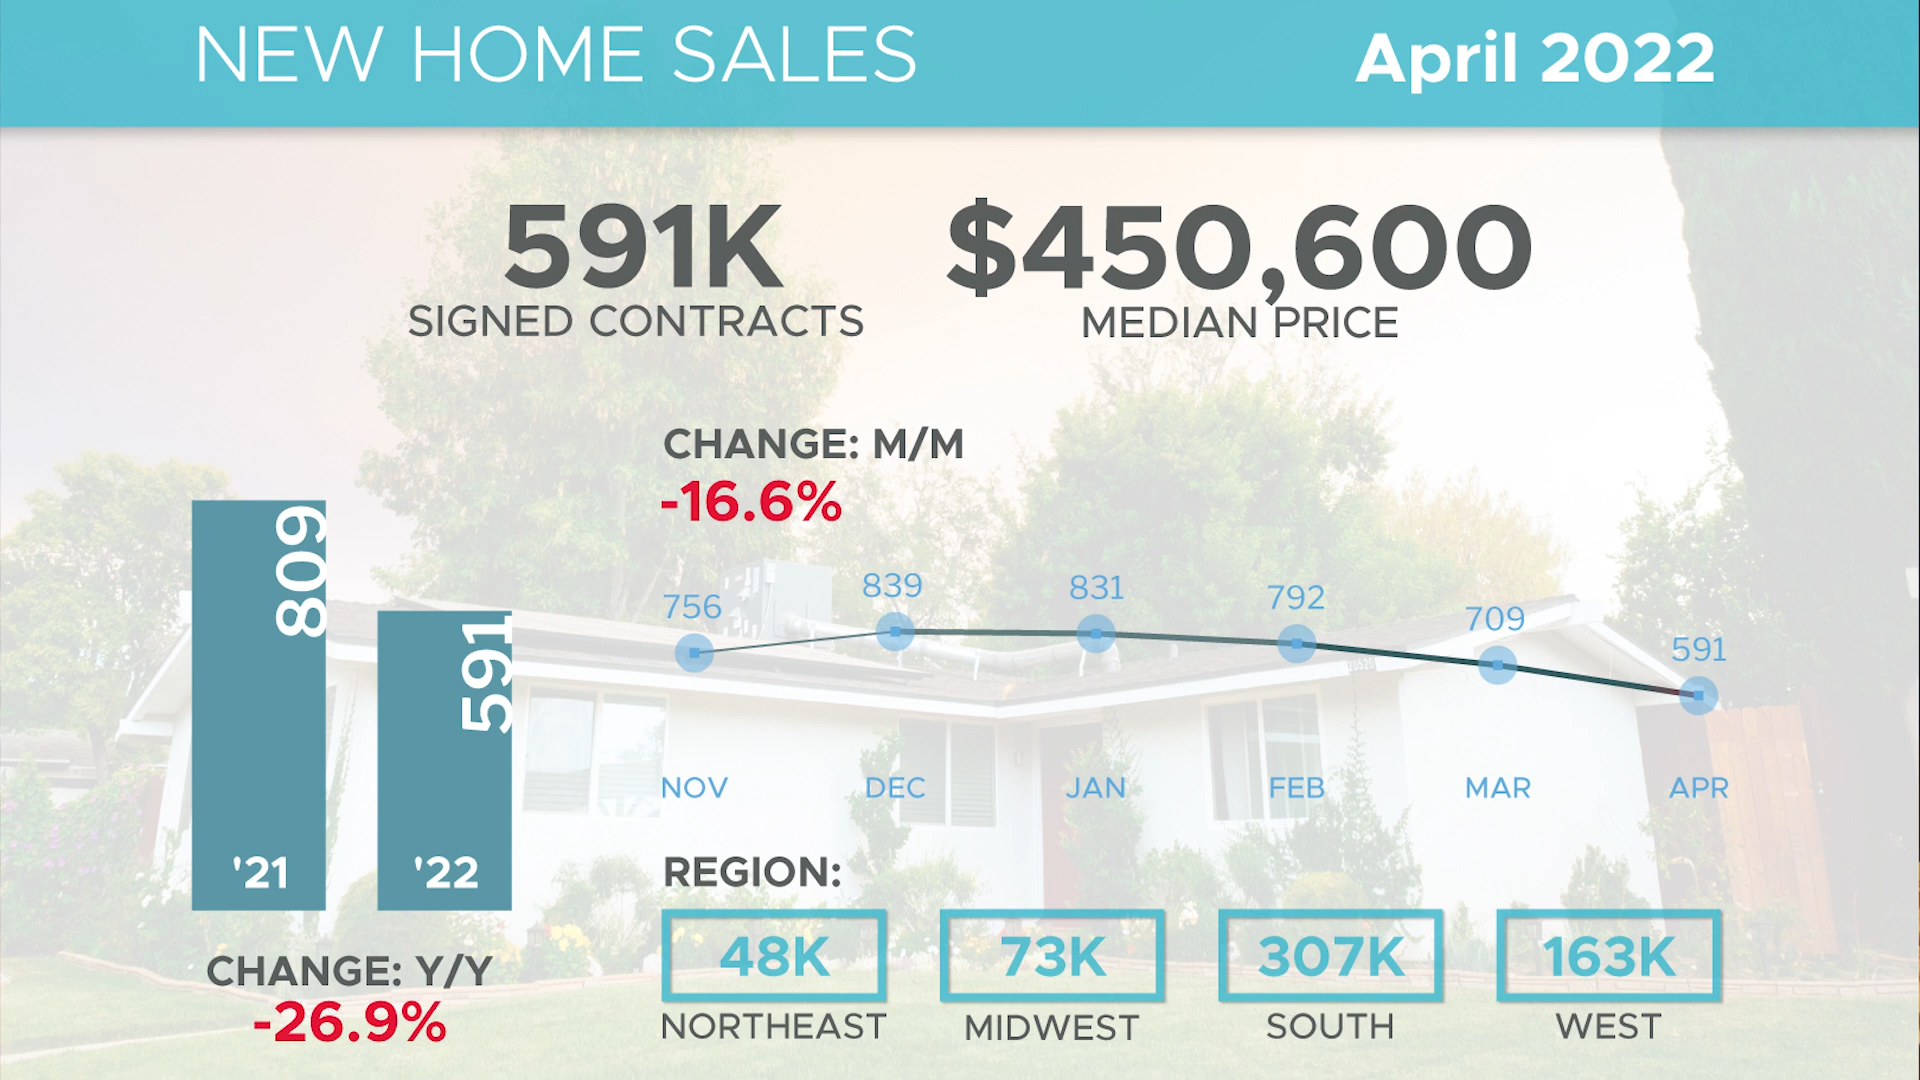 NEW HOME SALES
April 2022
591K
SIGNED CONTRACTS
$450,600
MEDIAN PRICE
CHANGE: M/M
-16.6%
809
'21
591
'22
CHANGE: Y/Y
-26.9%
756
839
831
792
709
591
NOV
DEC
JAN
FEB
MAR
APR
REGION:
48K
NORTHEAST
73K
MIDWEST
307K
SOUTH
163K
WEST